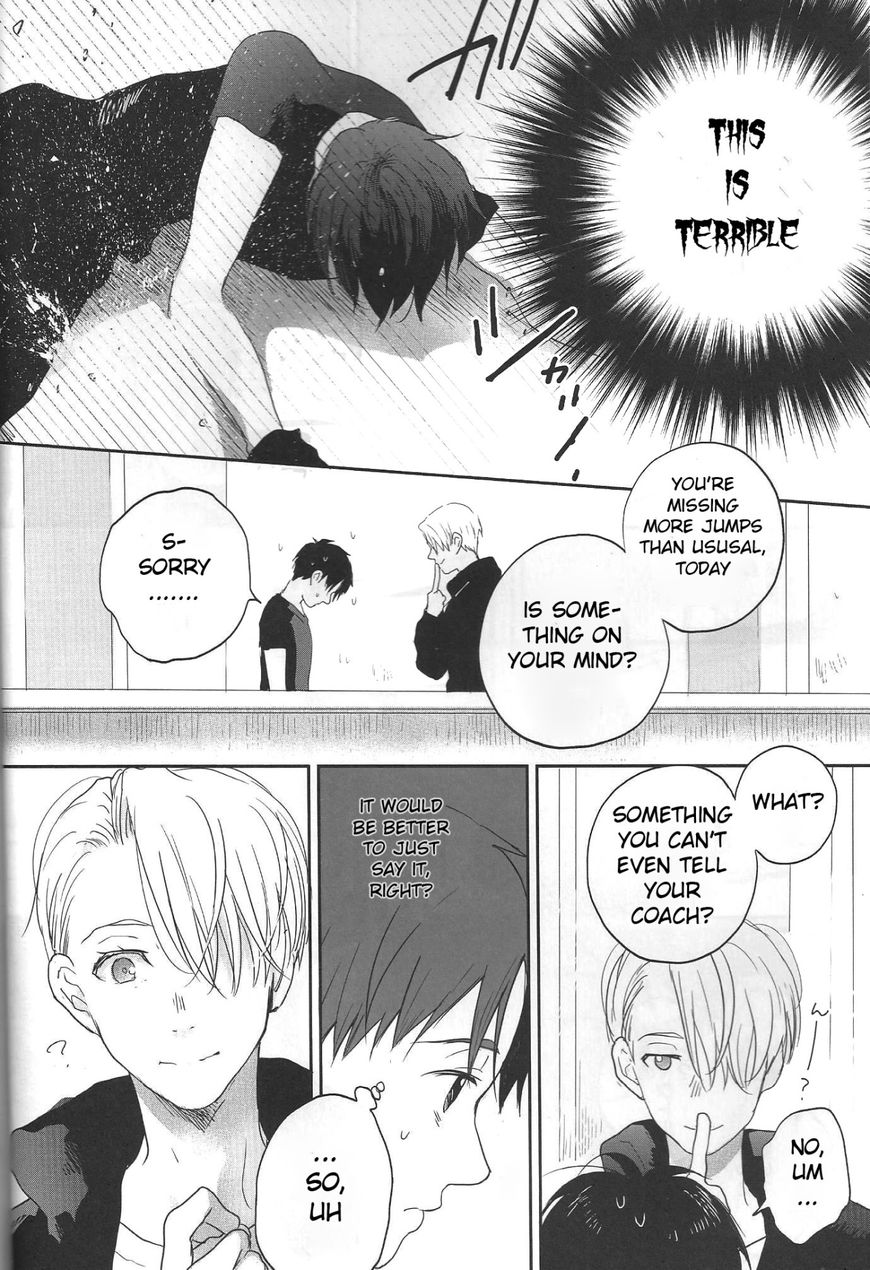 THIS
IS
TERRIBLE
YOU'RE
MISSING
MORE JUMPS
THAN USUSAL,
TODAY
IS SOME-
THING ON
YOUR MIND?
S-
SORRY
.......
WHAT?
SOMETHING
YOU CAN'T
EVEN TELL
YOUR
COACH?
ん
?
NO,
UM
...
IT WOULD
BE BETTER
TO JUST
SAY IT,
RIGHT?
...
SO,
UH
?